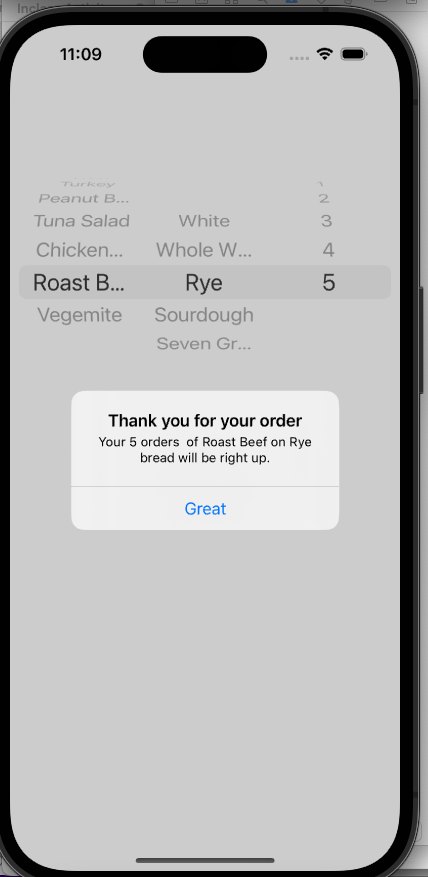 11:09
Turkey
Peanut B... 2
Tuna Salad White 3
Chicken... Whole W... 4
Roast B... Rye 5
Vegemite Sourdough
Seven Gr...
Thank you for your order
Your 5 orders  of Roast Beef on Rye
bread will be right up.
Great